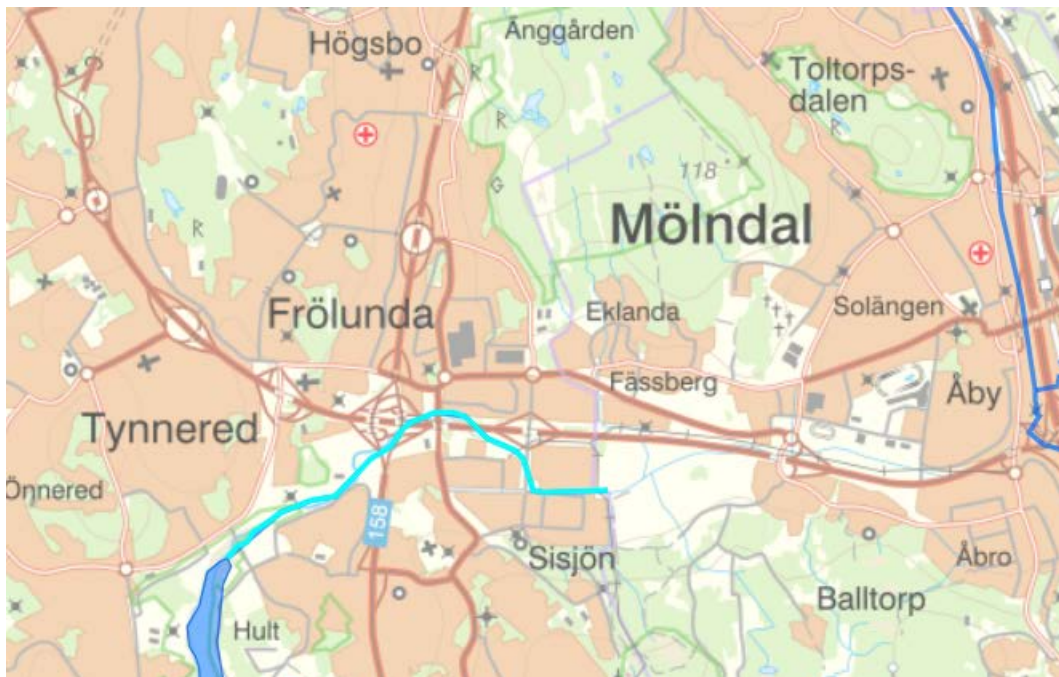 Högsbo
Änggården
Toltorps-
dalen
R
R
R
G
R
118
Mölndal
Frölunda
Eklanda
Solängen
Fässberg
Åby
Tynnered
Önnered
158
Sisjön
Åbro
Balltorp
Hult